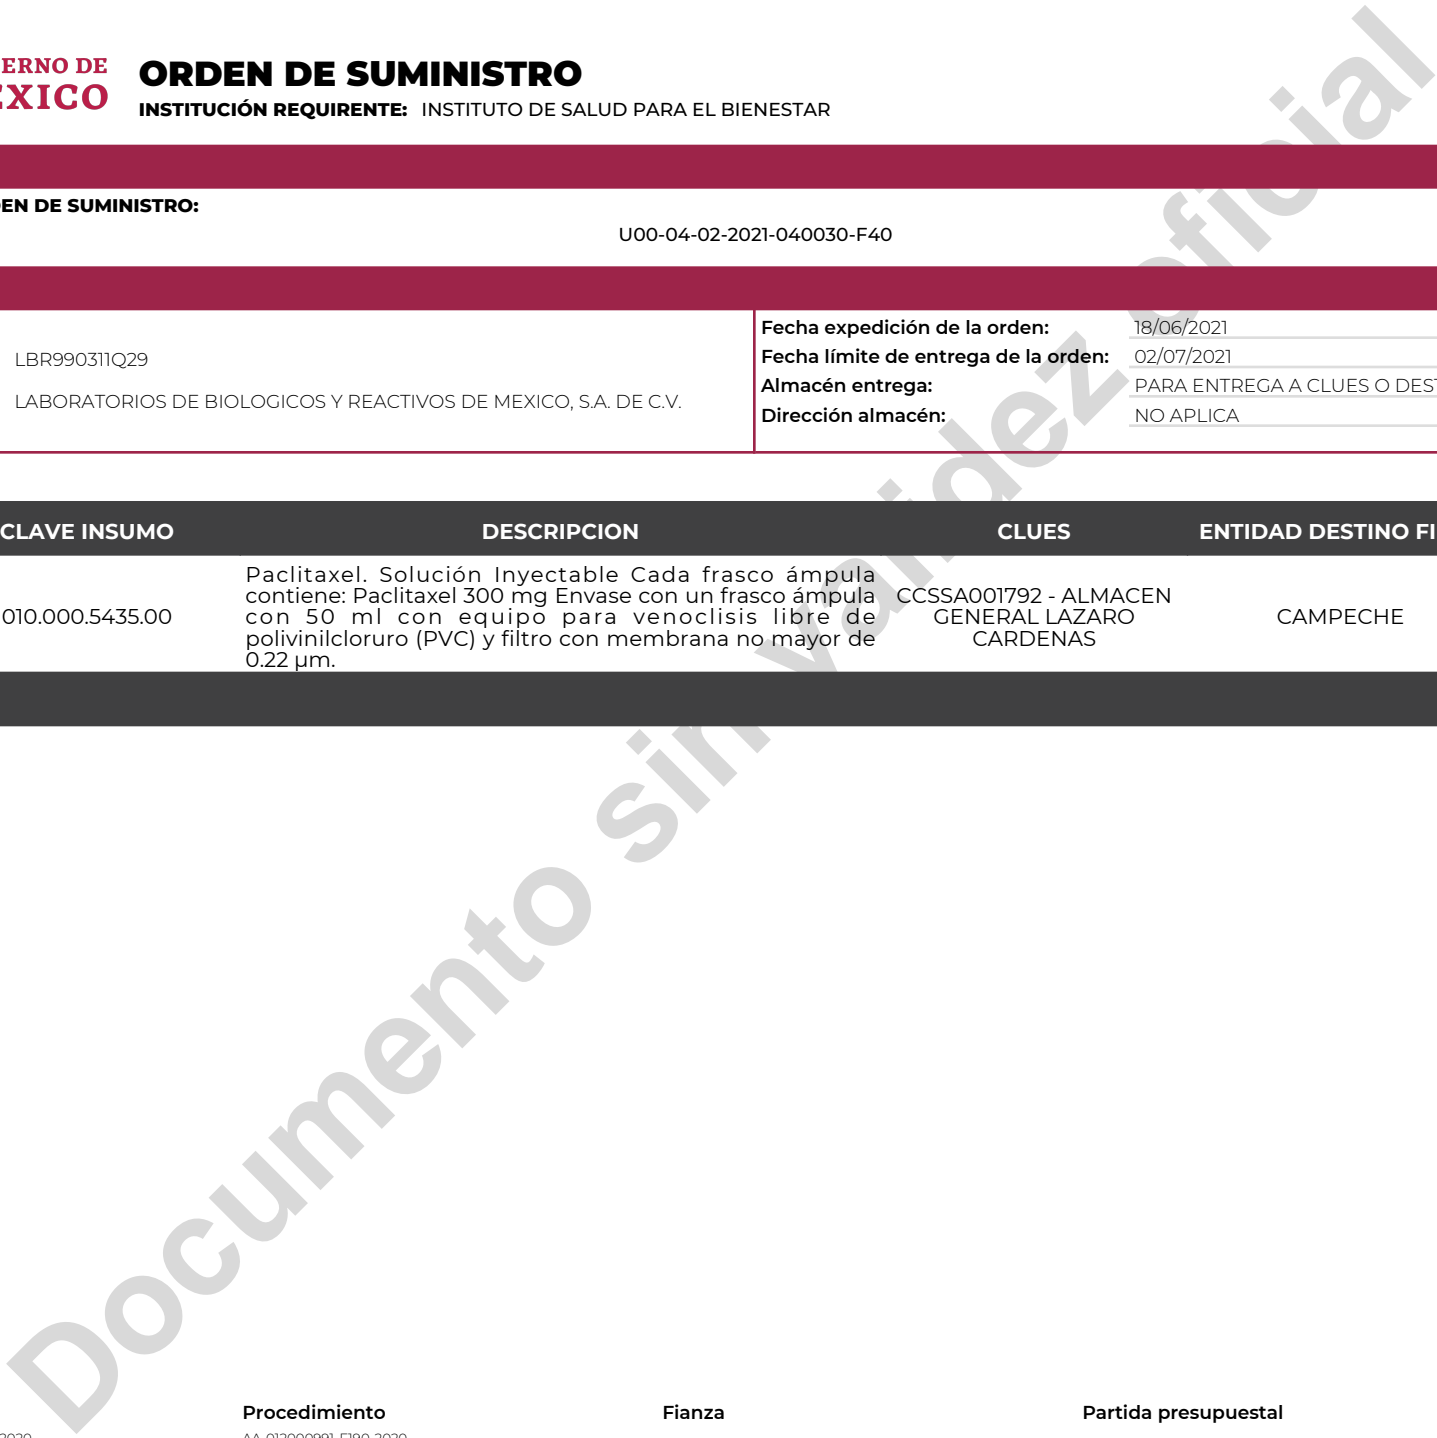 ERNO DE
EXICO
ORDEN DE SUMINISTRO
INSTITUCIÓN REQUIRENTE: INSTITUTO DE SALUD PARA EL BIENESTAR
EN DE SUMINISTRO:
U00-04-02-2021-040030-F40
LBR990311Q29
LABORATORIOS DE BIOLOGICOS Y REACTIVOS DE MEXICO, S.A. DE C.V.
Fecha expedición de la orden: 18/06/2021
Fecha límite de entrega de la orden: 02/07/2021
Almacén entrega: PARA ENTREGA A CLUES O DEST
Dirección almacén: NO APLICA
CLAVE INSUMO DESCRIPCION CLUES ENTIDAD DESTINO FI
010.000.5435.00
Paclitaxel. Solución Inyectable Cada frasco ámpula
contiene: Paclitaxel 300 mg Envase con un frasco ámpula
con 50 ml con equipo para venoclisis libre de
polivinilcloruro (PVC) y filtro con membrana no mayor de
0.22 µm.
CCSSA001792 - ALMACEN
GENERAL LAZARO
CARDENAS
CAMPECHE
Documento sin validez oficial
Procedimiento Fianza Partida presupuestal